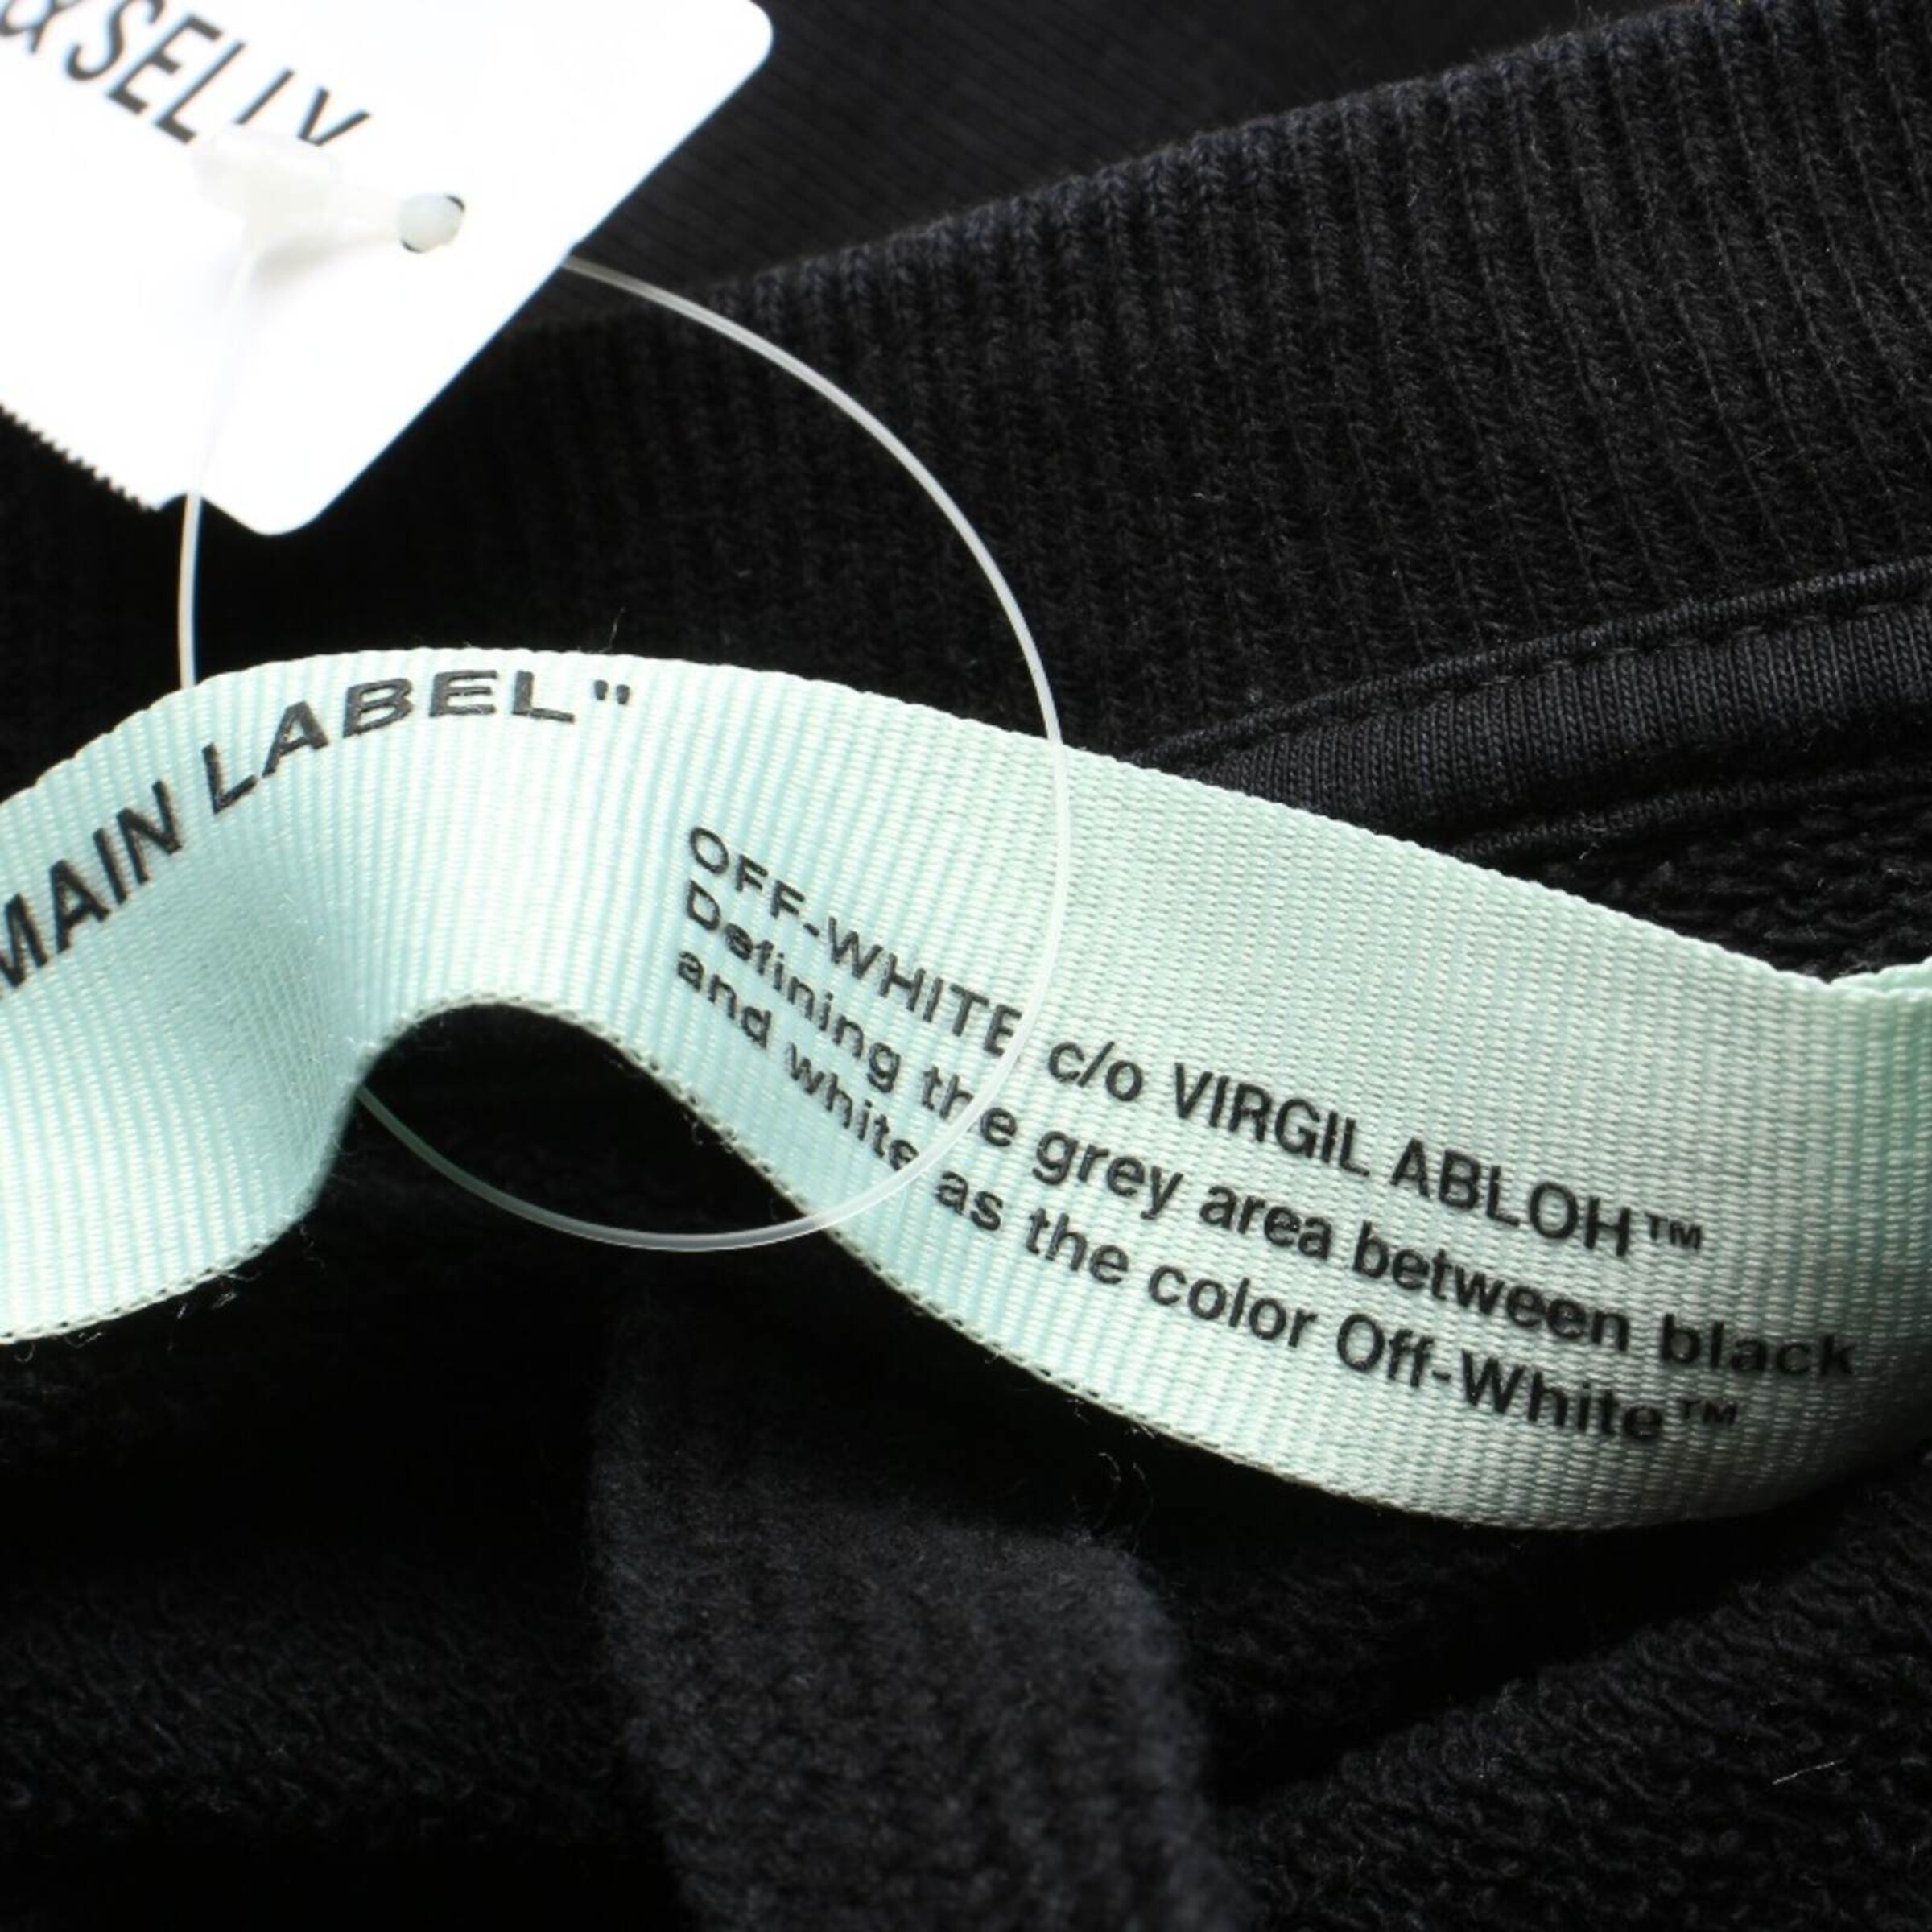 &SELLY
MAIN LABEL"
OFF-WHITE c/o VIRGIL ABLOH™
Defining the grey area between black
and white as the color Off-White™